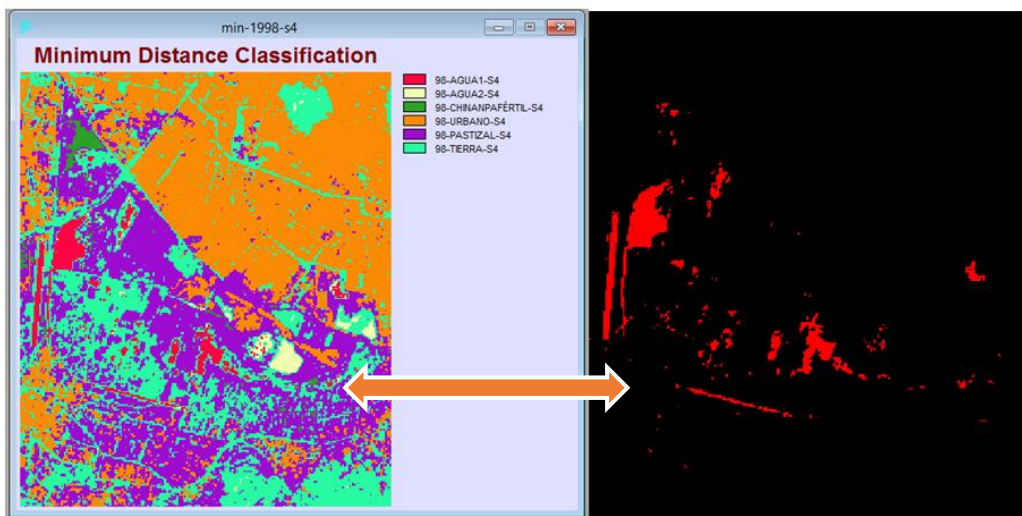 min-1998-s4
Minimum Distance Classification
98-AGUA1-S4
98-AGUA2-S4
98-CHINANPAFÉRTIL-S4
98-URBANO-S4
98-PASTIZAL-S4
98-TIERRA-S4